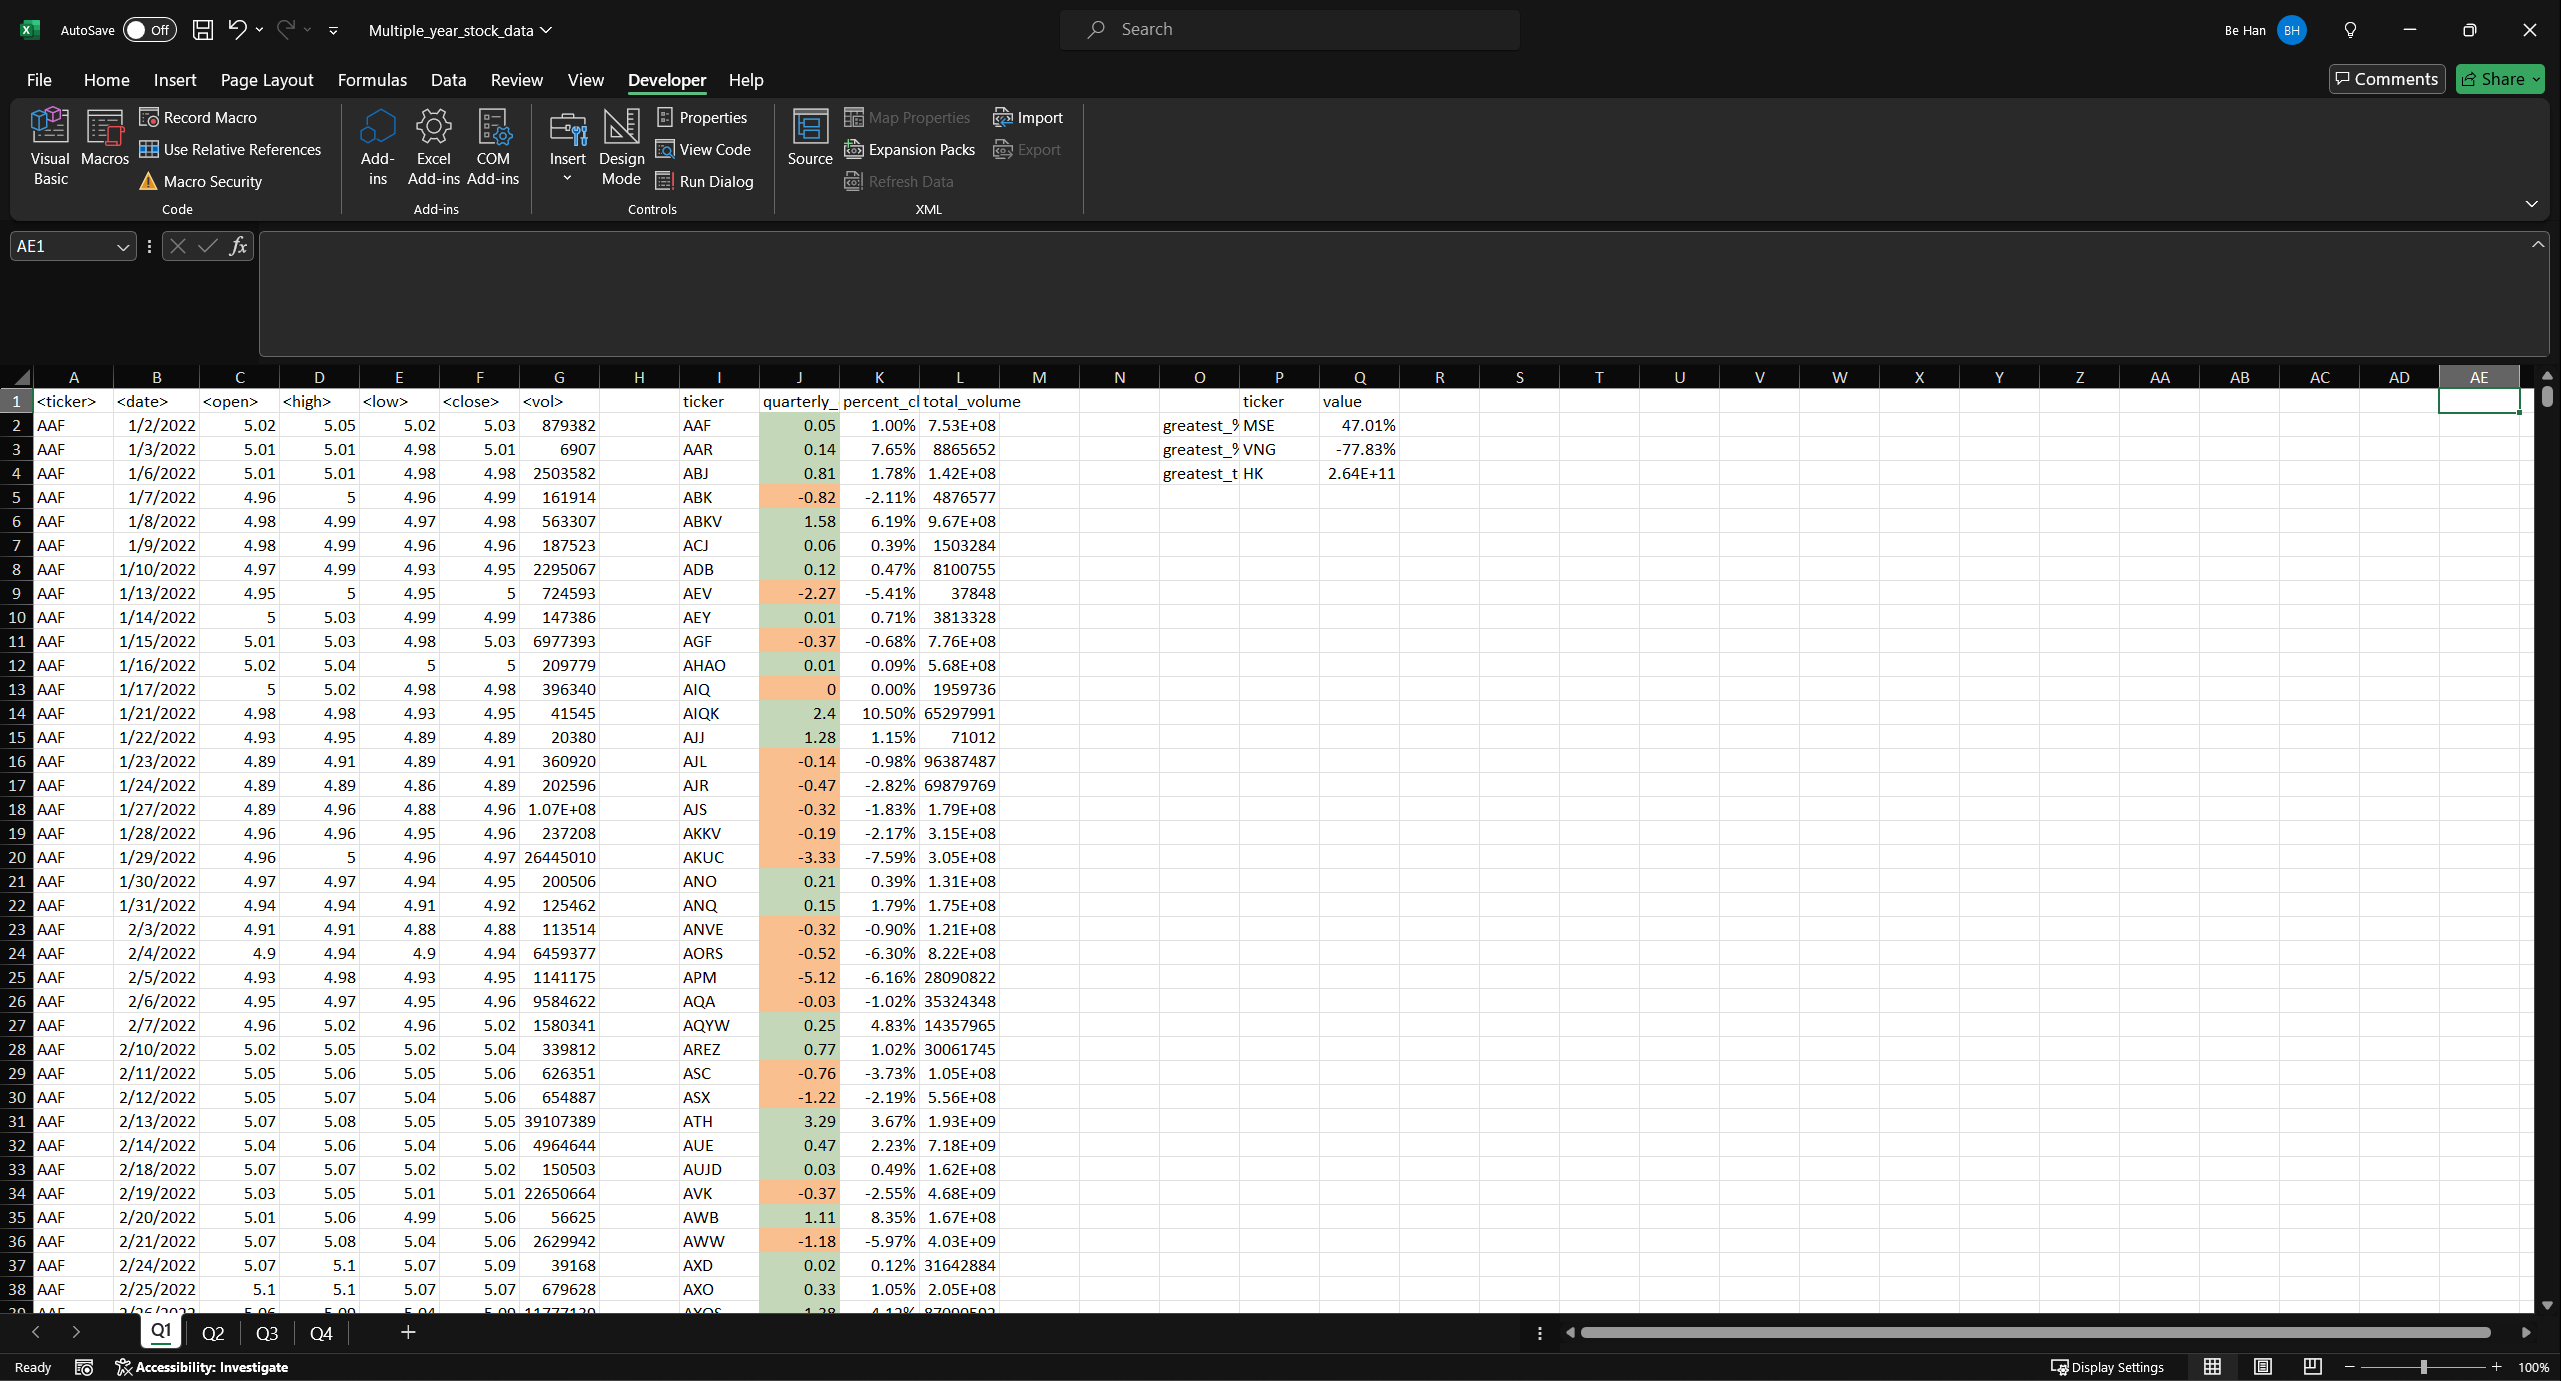 AutoSave Off Multiple_year_stock_data Search Be Han BH
File Home Insert Page Layout Formulas Data Review View Developer Help Comments Share
Visual Basic Macros Record Macro Use Relative References Macro Security Code
Add-ins Excel Add-ins COM Add-ins Add-ins
Insert Design Mode Properties View Code Run Dialog Controls
Source Map Properties Expansion Packs Refresh Data Import Export XML
AE1 fx
A B C D E F G H I J K L M N O P Q R S T U V W X Y Z AA AB AC AD AE
1 <ticker> <date> <open> <high> <low> <close> <vol> ticker quarterly_ percent_cl total_volume ticker value
2 AAF 1/2/2022 5.02 5.05 5.02 5.03 879382 AAF 0.05 1.00% 7.53E+08 greatest_% MSE 47.01%
3 AAF 1/3/2022 5.01 5.01 4.98 5.01 6907 AAR 0.14 7.65% 8865652 greatest_% VNG -77.83%
4 AAF 1/6/2022 5.01 5.01 4.98 4.98 2503582 ABJ 0.81 1.78% 1.42E+08 greatest_t HK 2.64E+11
5 AAF 1/7/2022 4.96 5 4.96 4.99 161914 ABK -0.82 -2.11% 4876577
6 AAF 1/8/2022 4.98 4.99 4.97 4.98 563307 ABKV 1.58 6.19% 9.67E+08
7 AAF 1/9/2022 4.98 4.99 4.96 4.96 187523 ACJ 0.06 0.39% 1503284
8 AAF 1/10/2022 4.97 4.99 4.93 4.95 2295067 ADB 0.12 0.47% 8100755
9 AAF 1/13/2022 4.95 5 4.95 5 724593 AEV -2.27 -5.41% 37848
10 AAF 1/14/2022 5 5.03 4.99 4.99 147386 AEY 0.01 0.71% 3813328
11 AAF 1/15/2022 5.01 5.03 4.98 5.03 6977393 AGF -0.37 -0.68% 7.76E+08
12 AAF 1/16/2022 5.02 5.04 5 5 209779 AHAO 0.01 0.09% 5.68E+08
13 AAF 1/17/2022 5 5.02 4.98 4.98 396340 AIQ 0 0.00% 1959736
14 AAF 1/21/2022 4.98 4.98 4.93 4.95 41545 AIQK 2.4 10.50% 65297991
15 AAF 1/22/2022 4.93 4.95 4.89 4.89 20380 AJJ 1.28 1.15% 71012
16 AAF 1/23/2022 4.89 4.91 4.89 4.91 360920 AJL -0.14 -0.98% 96387487
17 AAF 1/24/2022 4.89 4.89 4.86 4.89 202596 AJR -0.47 -2.82% 69879769
18 AAF 1/27/2022 4.89 4.96 4.88 4.96 1.07E+08 AJS -0.32 -1.83% 1.79E+08
19 AAF 1/28/2022 4.96 4.96 4.95 4.96 237208 AKKV -0.19 -2.17% 3.15E+08
20 AAF 1/29/2022 4.96 5 4.96 4.97 26445010 AKUC -3.33 -7.59% 3.05E+08
21 AAF 1/30/2022 4.97 4.97 4.94 4.95 200506 ANO 0.21 0.39% 1.31E+08
22 AAF 1/31/2022 4.94 4.94 4.91 4.92 125462 ANQ 0.15 1.79% 1.75E+08
23 AAF 2/3/2022 4.91 4.91 4.88 4.88 113514 ANVE -0.32 -0.90% 1.21E+08
24 AAF 2/4/2022 4.9 4.94 4.9 4.94 6459377 AORS -0.52 -6.30% 8.22E+08
25 AAF 2/5/2022 4.93 4.98 4.93 4.95 1141175 APM -5.12 -6.16% 28090822
26 AAF 2/6/2022 4.95 4.97 4.95 4.96 9584622 AQA -0.03 -1.02% 35324348
27 AAF 2/7/2022 4.96 5.02 4.96 5.02 1580341 AQYW 0.25 4.83% 14357965
28 AAF 2/10/2022 5.02 5.05 5.02 5.04 339812 AREZ 0.77 1.02% 30061745
29 AAF 2/11/2022 5.05 5.06 5.05 5.06 626351 ASC -0.76 -3.73% 1.05E+08
30 AAF 2/12/2022 5.05 5.07 5.04 5.06 654887 ASX -1.22 -2.19% 5.56E+08
31 AAF 2/13/2022 5.07 5.08 5.05 5.05 39107389 ATH 3.29 3.67% 1.93E+09
32 AAF 2/14/2022 5.04 5.06 5.04 5.06 4964644 AUE 0.47 2.23% 7.18E+09
33 AAF 2/18/2022 5.07 5.07 5.02 5.02 150503 AUJD 0.03 0.49% 1.62E+08
34 AAF 2/19/2022 5.03 5.05 5.01 5.01 22650664 AVK -0.37 -2.55% 4.68E+09
35 AAF 2/20/2022 5.01 5.06 4.99 5.06 56625 AWB 1.11 8.35% 1.67E+08
36 AAF 2/21/2022 5.07 5.08 5.04 5.06 2629942 AWW -1.18 -5.97% 4.03E+09
37 AAF 2/24/2022 5.07 5.1 5.07 5.09 39168 AXD 0.02 0.12% 31642884
38 AAF 2/25/2022 5.1 5.1 5.07 5.07 679628 AXO 0.33 1.05% 2.05E+08
Q1 Q2 Q3 Q4
Ready Accessibility: Investigate Display Settings 100%